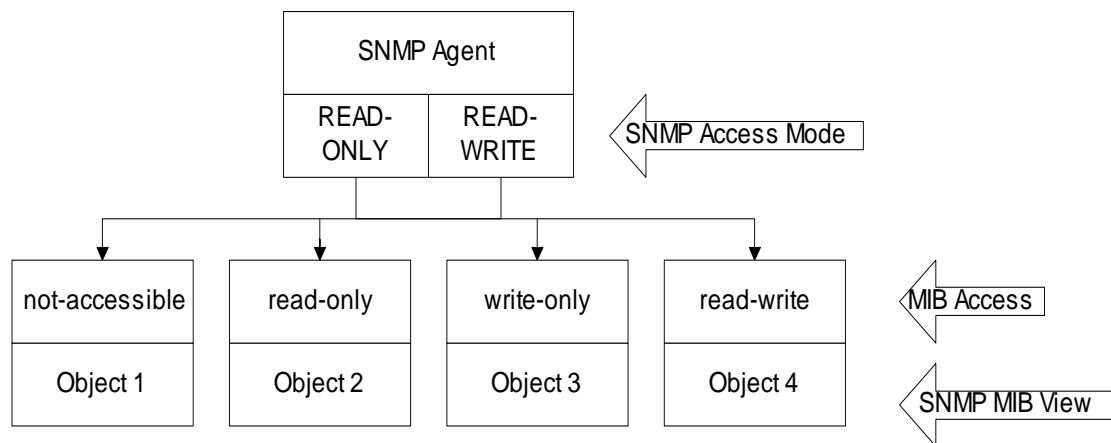 SNMP Agent
READ-
ONLY
READ-
WRITE
SNMP Access Mode
not-accessible
read-only
write-only
read-write
MIB Access
Object 1
Object 2
Object 3
Object 4
SNMP MIB View